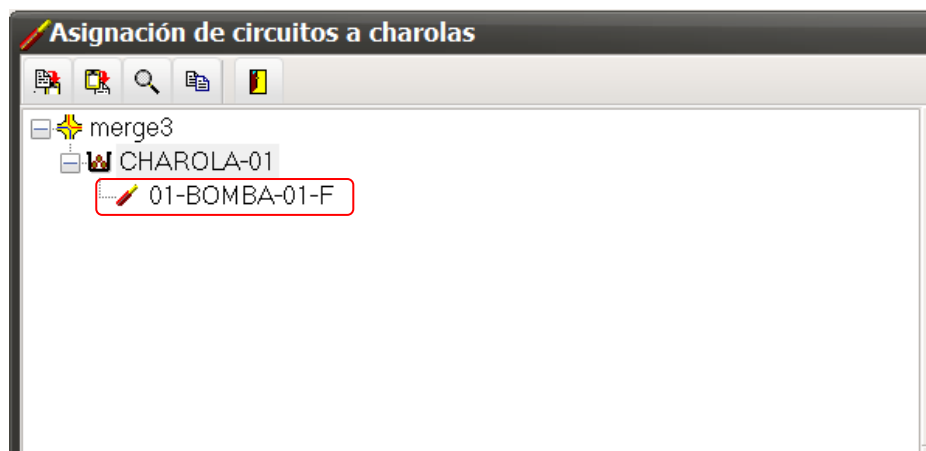 Asignación de circuitos a charolas
merge3
CHAROLA-01
01-BOMBA-01-F